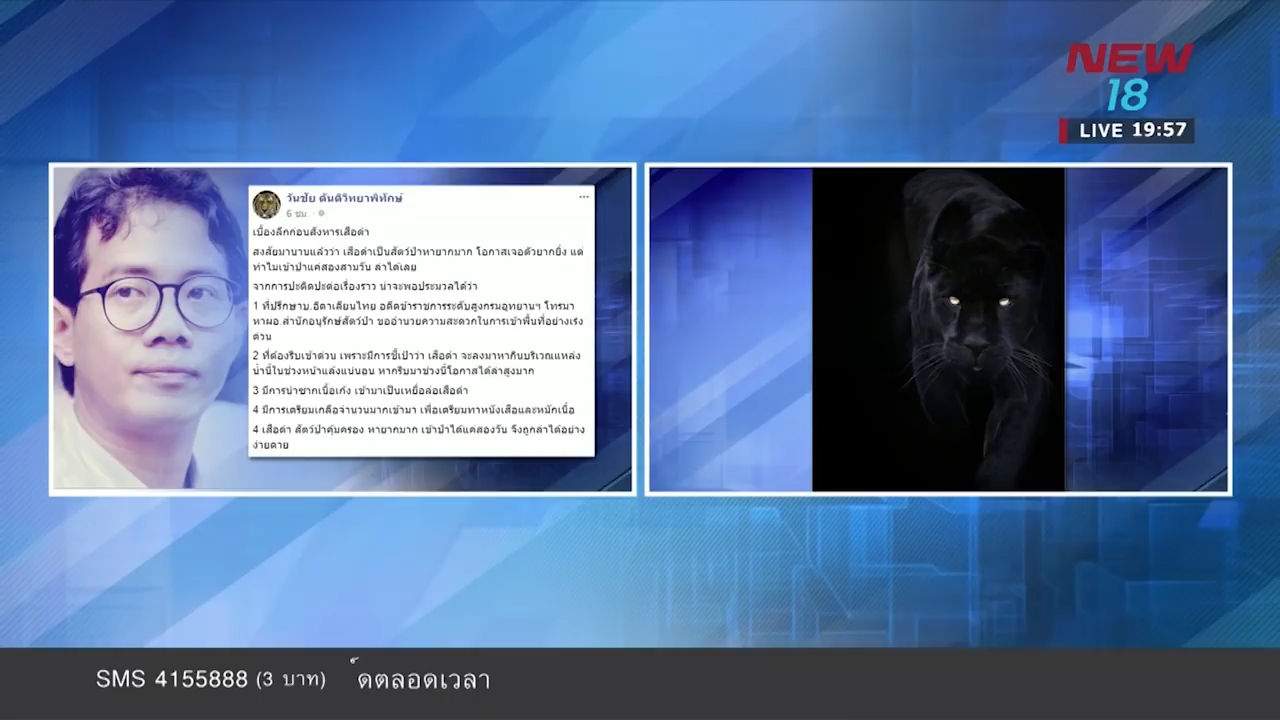 NEW
18
LIVE 19:57
วันชัย ตันติวิทยาพิทักษ์
6 ชม. ·
เบื้องลึกก่อนสังหารเสือดำ
สงสัยมานานแล้วว่า เสือดำเป็นสัตว์ป่าหายากมาก โอกาสเจอตัวยากยิ่ง แต่
ทำไมเข้าป่าแค่สองสามวัน ล่าได้เลย
จากการปะติดปะต่อเรื่องราว น่าจะพอประมวลได้ว่า
1 ที่ปรึกษาบ.อิตาเลียนไทย อดีตข้าราชการระดับสูงกรมอุทยานฯ โทรมา
หาผอ.สำนักอนุรักษ์สัตว์ป่า ขออำนวยความสะดวกในการเข้าพื้นที่อย่างเร่ง
ด่วน
2 ที่ต้องรีบเข้าด่วน เพราะมีการชี้เป้าว่า เสือดำ จะลงมาหากินบริเวณแหล่ง
น้ำนี้ในช่วงหน้าแล้งแน่นอน หากรีบมาช่วงนี้โอกาสได้ล่าสูงมาก
3 มีการนำซากเนื้อเก้ง เข้ามาเป็นเหยื่อล่อเสือดำ
4 มีการเตรียมเกลือจำนวนมากเข้ามา เพื่อเตรียมทาหนังเสือและหมักเนื้อ
4 เสือดำ สัตว์ป่าคุ้มครอง หายากมาก เข้าป่าได้แค่สองวัน จึงถูกล่าได้อย่าง
ง่ายดาย
SMS 4155888 (3 บาท) ์ดตลอดเวลา